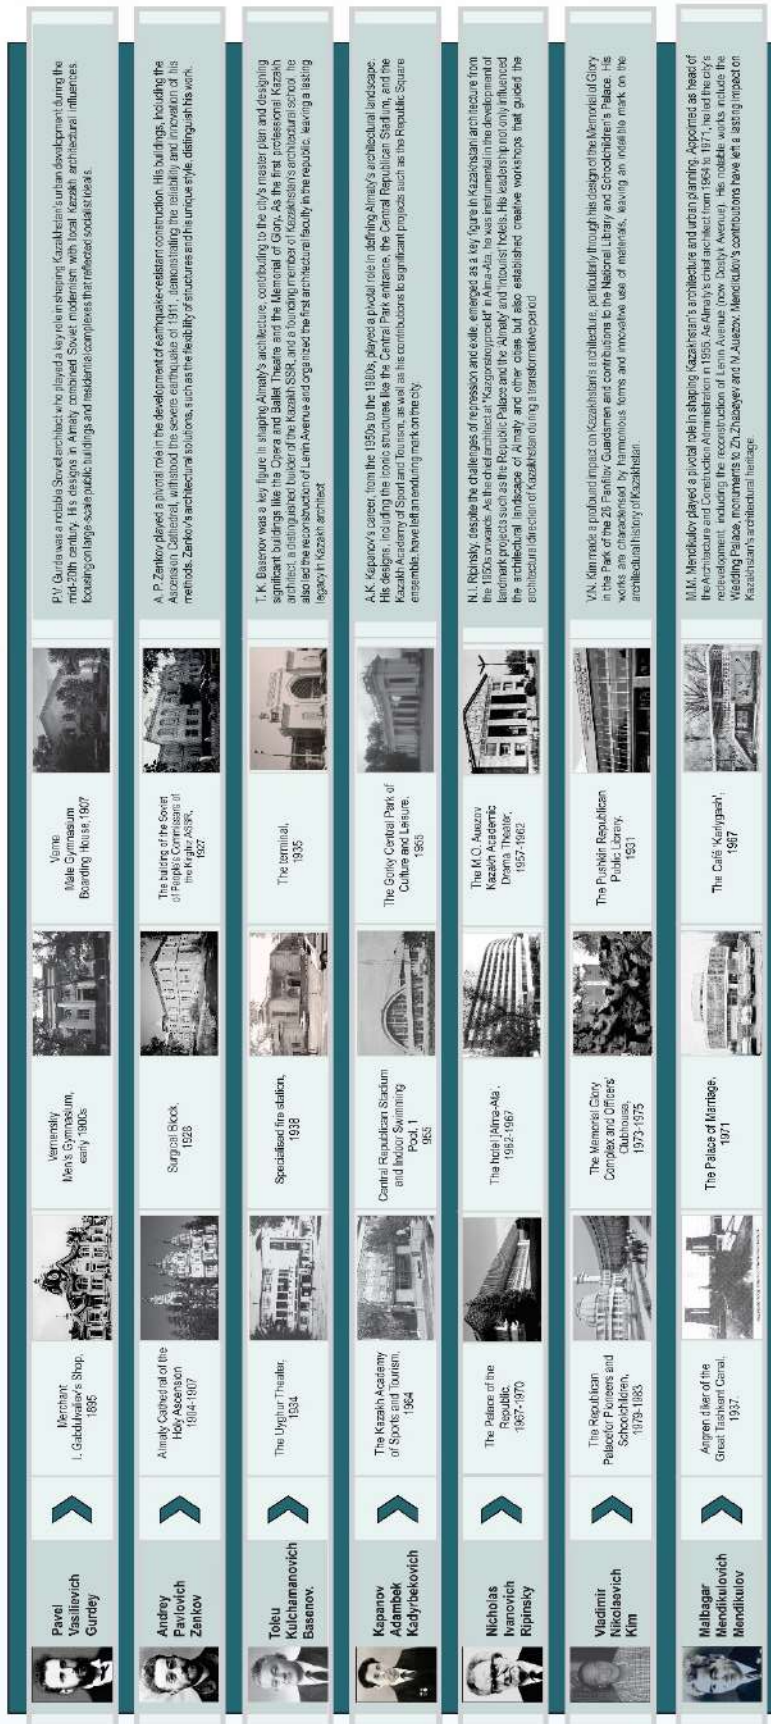 Pavel
Vasilievich
Gurdey
Merchant
I. Gabdulvaliev's Shop,
1895
Vernensky
Men's Gymnasium,
early 1900s
Verne
Male Gymnasium
Boarding House, 1907
P.V. Gurde was a notable Soviet architect who played a key role in shaping Kazakhstan's urban development during the
mid-20th century. His designs in Almaty combined Soviet modernism with local Kazakh architectural influences,
focusing on large-scale public buildings and residential complexes that reflected socialist ideals.
Andrey
Pavlovich
Zenkov
Almaty Cathedral of the
Holy Ascension
1904-1907
Surgical Block,
1928
The building of the Soviet
of People's Commissars of
the Kirghiz ASSR,
1927
A. P. Zenkov played a pivotal role in the development of earthquake-resistant construction. His buildings, including the
Ascension Cathedral, withstood the severe earthquake of 1911, demonstrating the reliability and innovation of his
methods. Zenkov's architectural solutions, such as the flexibility of structures and his unique style, distinguish his work.
Toleu
Kulchamanovich
Basenov.
The Uyghur Theater,
1934
Specialised fire station,
1938
The terminal,
1935
T. K. Basenov was a key figure in shaping Almaty's architecture, contributing to the city's master plan and designing
significant buildings like the Opera and Ballet Theatre and the Memorial of Glory. As the first professional Kazakh
architect, a distinguished builder of the Kazakh SSR, and a founding member of Kazakhstan's architectural school, he
also led the reconstruction of Lenin Avenue and organized the first architectural faculty in the republic, leaving a lasting
legacy in Kazakh architect
Kapanov
Adambek
Kadyrbekovich
The Kazakh Academy
of Sports and Tourism,
1964
Central Republican Stadium
and Indoor Swimming
Pool, 1
955
The Gorky Central Park of
Culture and Leisure,
1955
A.K. Kapanov's career, from the 1950s to the 1980s, played a pivotal role in defining Almaty's architectural landscape.
His designs, including the iconic structures like the Central Park entrance, the Central Republican Stadium, and the
Kazakh Academy of Sport and Tourism, as well as his contributions to significant projects such as the Republic Square
ensemble, have left an enduring mark on the city.
Nicholas
Ivanovich
Ripinsky
The Palace of the
Republic,
1967-1970
The hotel 'Alma-Ata',
1962-1967
The M.O. Auezov
Kazakh Academic
Drama Theater,
1957-1962
N.I. Ripinsky, despite the challenges of repression and exile, emerged as a key figure in Kazakhstani architecture from
the 1950s onwards. As the chief architect at "Kazgorstroyproekt" in Alma-Ata, he was instrumental in the development of
landmark projects such as the Republic Palace and the 'Almaty' and 'Intourist' hotels. His leadership not only influenced
the architectural landscape of Almaty and other cities but also established creative workshops that guided the
architectural direction of Kazakhstan during a transformative period
Vladimir
Nikolaevich
Kim
The Republican
Palacefor Pioneers and
Schoolchildren,
1979-1983
The Memorial Glory
Complex and Officers'
Clubhouse,
1973-1975
The Pushkin Republican
Public Library,
1931
V.N. Kim made a profound impact on Kazakhstan's architecture, particularly through his design of the Memorial of Glory
in the Park of the 28 Panfilov Guardsmen and contributions to the National Library and Schoolchildren's Palace. His
works are characterised by harmonious forms and innovative use of materials, leaving an indelible mark on the
architectural history of Kazakhstan.
Malbagar
Mendikulovich
Mendikulov
Angren diker of the
Great Tashkent Canal,
1937.
The Palace of Marriage,
1971
The Café 'Karlygash',
1967
M.M. Mendikulov played a pivotal role in shaping Kazakhstan's architecture and urban planning. Appointed as head of
the Architecture and Construction Administration in 1955. As Almaty's chief architect from 1964 to 1971, he led the city's
redevelopment, including the reconstruction of Lenin Avenue (now Dostyk Avenue). His notable works include the
Wedding Palace, monuments to Zh.Zhabayev and M.Auezov. Mendikulov's contributions have left a lasting impact on
Kazakhstan's architectural heritage.